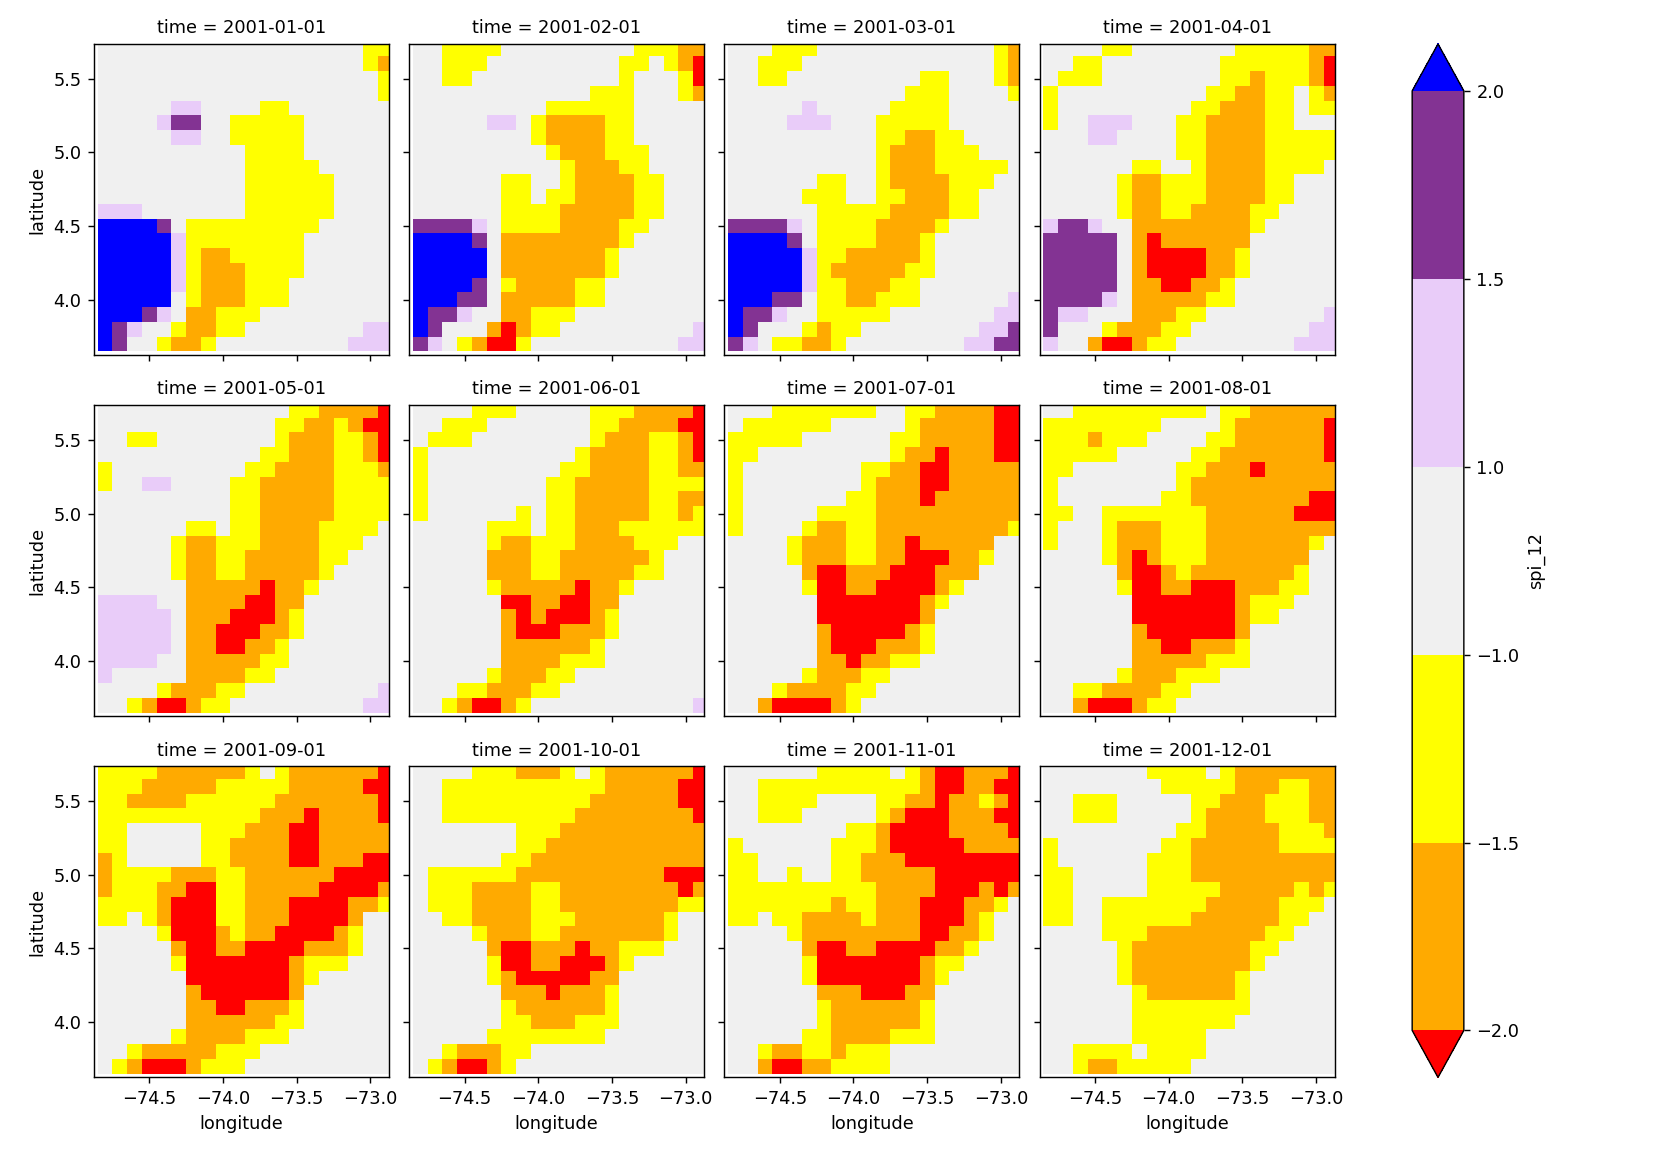 time = 2001-01-01
time = 2001-02-01
time = 2001-03-01
time = 2001-04-01
5.5
5.0
4.5
4.0
latitude
time = 2001-05-01
time = 2001-06-01
time = 2001-07-01
time = 2001-08-01
5.5
5.0
4.5
4.0
latitude
time = 2001-09-01
time = 2001-10-01
time = 2001-11-01
time = 2001-12-01
5.5
5.0
4.5
4.0
latitude
−74.5 −74.0 −73.5 −73.0
longitude
−74.5 −74.0 −73.5 −73.0
longitude
−74.5 −74.0 −73.5 −73.0
longitude
−74.5 −74.0 −73.5 −73.0
longitude
2.0
1.5
1.0
−1.0
−1.5
−2.0
spi_12